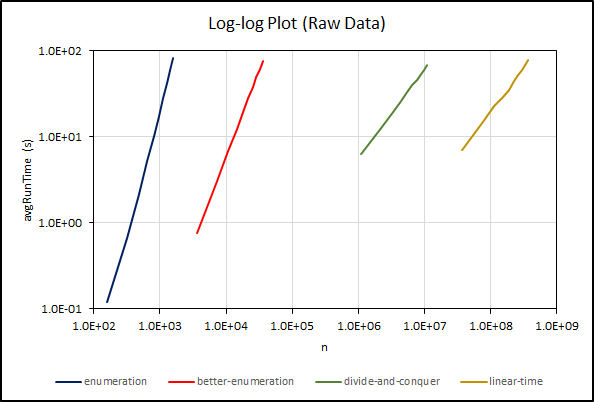 Log-log Plot (Raw Data)
1.0E+02
1.0E+01
1.0E+00
1.0E-01
avgRunTime (s)
1.0E+02 1.0E+03 1.0E+04 1.0E+05 1.0E+06 1.0E+07 1.0E+08 1.0E+09
n
enumeration better-enumeration divide-and-conquer linear-time